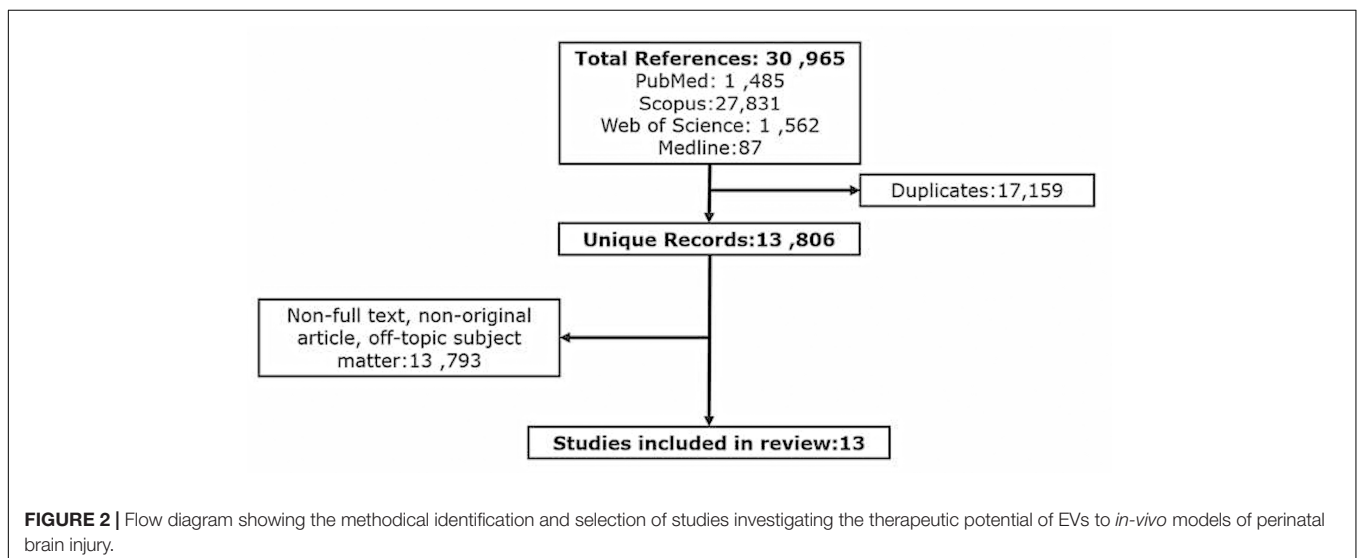 Total References: 30 ,965
PubMed: 1 ,485
Scopus:27,831
Web of Science: 1 ,562
Medline:87
Duplicates:17,159
Unique Records:13 ,806
Non-full text, non-original
article, off-topic subject
matter:13 ,793
Studies included in review:13
FIGURE 2 | Flow diagram showing the methodical identification and selection of studies investigating the therapeutic potential of EVs to in-vivo models of perinatal
brain injury.